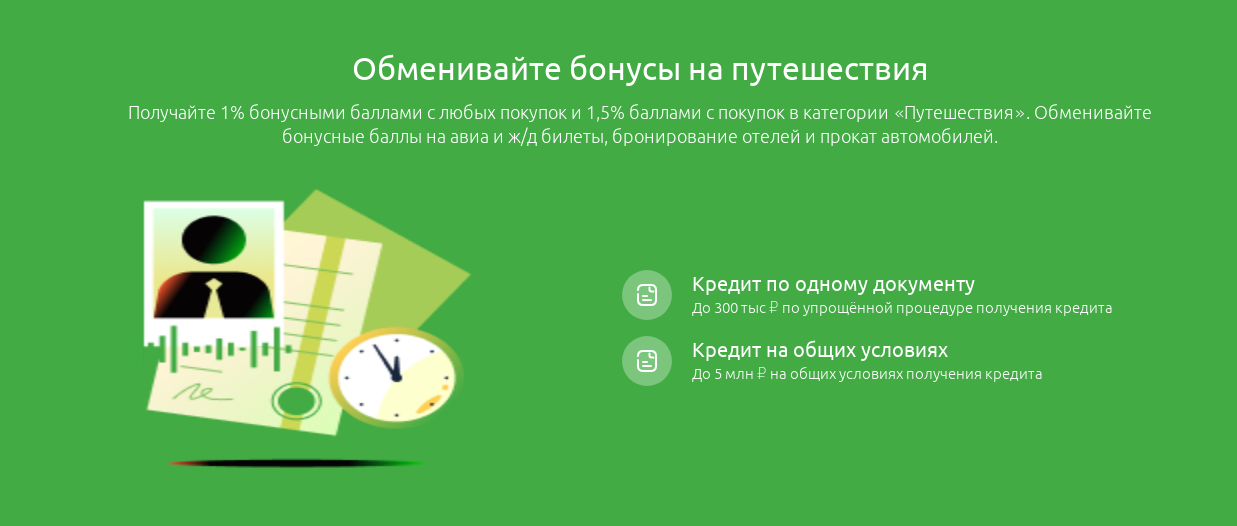 Обменивайте бонусы на путешествия
Получайте 1% бонусными баллами с любых покупок и 1,5% баллами с покупок в категории «Путешествия». Обменивайте
бонусные баллы на авиа и ж/д билеты, бронирование отелей и прокат автомобилей.
Кредит по одному документу
До 300 тыс ₽ по упрощённой процедуре получения кредита
Кредит на общих условиях
До 5 млн ₽ на общих условиях получения кредита